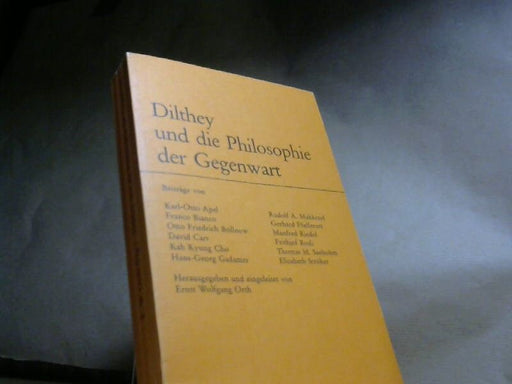 Dilthey
und die Philosophie
der Gegenwart
Beiträge von
Karl-Otto Apel
Franco Bianco
Otto Friedrich Bollnow
David Carr
Kah Kyung Cho
Hans-Georg Gadamer
Rudolf A. Makkreel
Gerhard Pfafferott
Manfred Riedel
Frithjof Rodi
Thomas M. Seebohm
Elisabeth Ströker
Herausgegeben und eingeleitet von
Ernst Wolfgang Orth